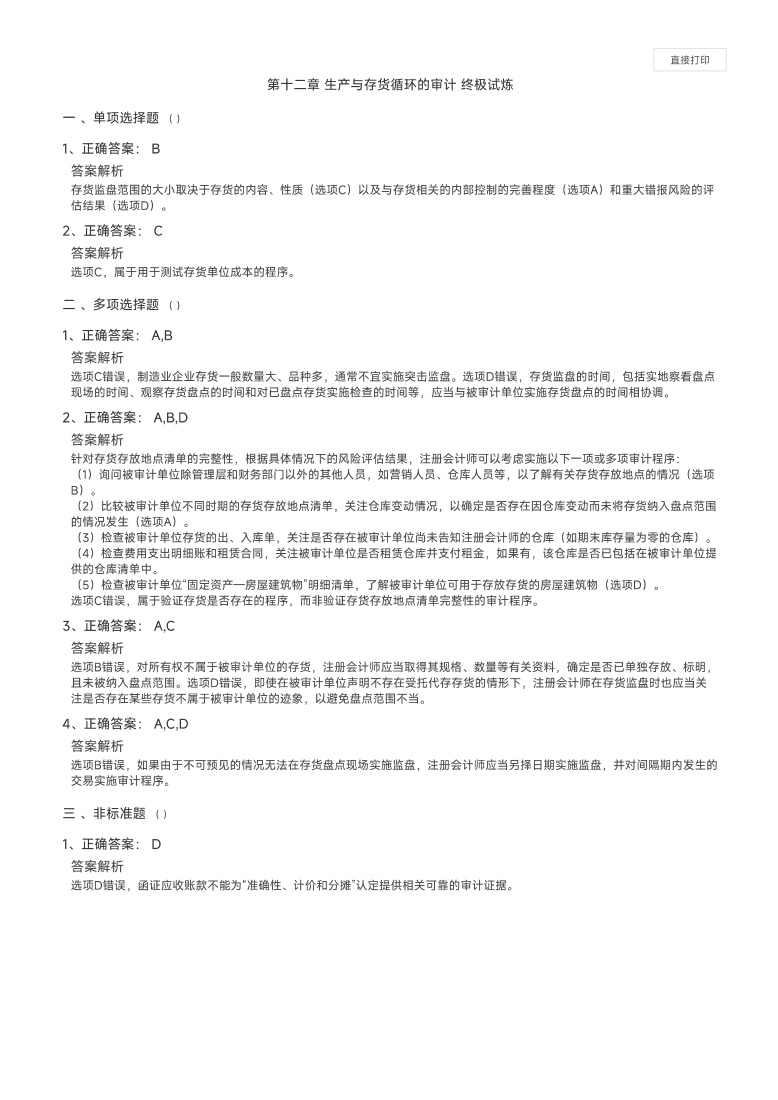 直接打印
第十二章 生产与存货循环的审计 终极试炼
一 、单项选择题 （ ）
1、正确答案： B
答案解析
存货监盘范围的大小取决于存货的内容、性质（选项C）以及与存货相关的内部控制的完善程度（选项A）和重大错报风险的评
估结果（选项D）。
2、正确答案： C
答案解析
选项C，属于用于测试存货单位成本的程序。
二 、多项选择题 （ ）
1、正确答案： A,B
答案解析
选项C错误，制造业企业存货一般数量大、品种多，通常不宜实施突击监盘。选项D错误，存货监盘的时间，包括实地察看盘点
现场的时间、观察存货盘点的时间和对已盘点存货实施检查的时间等，应当与被审计单位实施存货盘点的时间相协调。
2、正确答案： A,B,D
答案解析
针对存货存放地点清单的完整性，根据具体情况下的风险评估结果，注册会计师可以考虑实施以下一项或多项审计程序：
（1）询问被审计单位除管理层和财务部门以外的其他人员，如营销人员、仓库人员等，以了解有关存货存放地点的情况（选项
B）。
（2）比较被审计单位不同时期的存货存放地点清单，关注仓库变动情况，以确定是否存在因仓库变动而未将存货纳入盘点范围
的情况发生（选项A）。
（3）检查被审计单位存货的出、入库单，关注是否存在被审计单位尚未告知注册会计师的仓库（如期末库存量为零的仓库）。
（4）检查费用支出明细账和租赁合同，关注被审计单位是否租赁仓库并支付租金，如果有，该仓库是否已包括在被审计单位提
供的仓库清单中。
（5）检查被审计单位“固定资产—房屋建筑物”明细清单，了解被审计单位可用于存放存货的房屋建筑物（选项D）。
选项C错误，属于验证存货是否存在的程序，而非验证存货存放地点清单完整性的审计程序。
3、正确答案： A,C
答案解析
选项B错误，对所有权不属于被审计单位的存货，注册会计师应当取得其规格、数量等有关资料，确定是否已单独存放、标明，
且未被纳入盘点范围。选项D错误，即使在被审计单位声明不存在受托代存存货的情形下，注册会计师在存货监盘时也应当关
注是否存在某些存货不属于被审计单位的迹象，以避免盘点范围不当。
4、正确答案： A,C,D
答案解析
选项B错误，如果由于不可预见的情况无法在存货盘点现场实施监盘，注册会计师应当另择日期实施监盘，并对间隔期内发生的
交易实施审计程序。
三 、非标准题 （ ）
1、正确答案： D
答案解析
选项D错误，函证应收账款不能为“准确性、计价和分摊”认定提供相关可靠的审计证据。